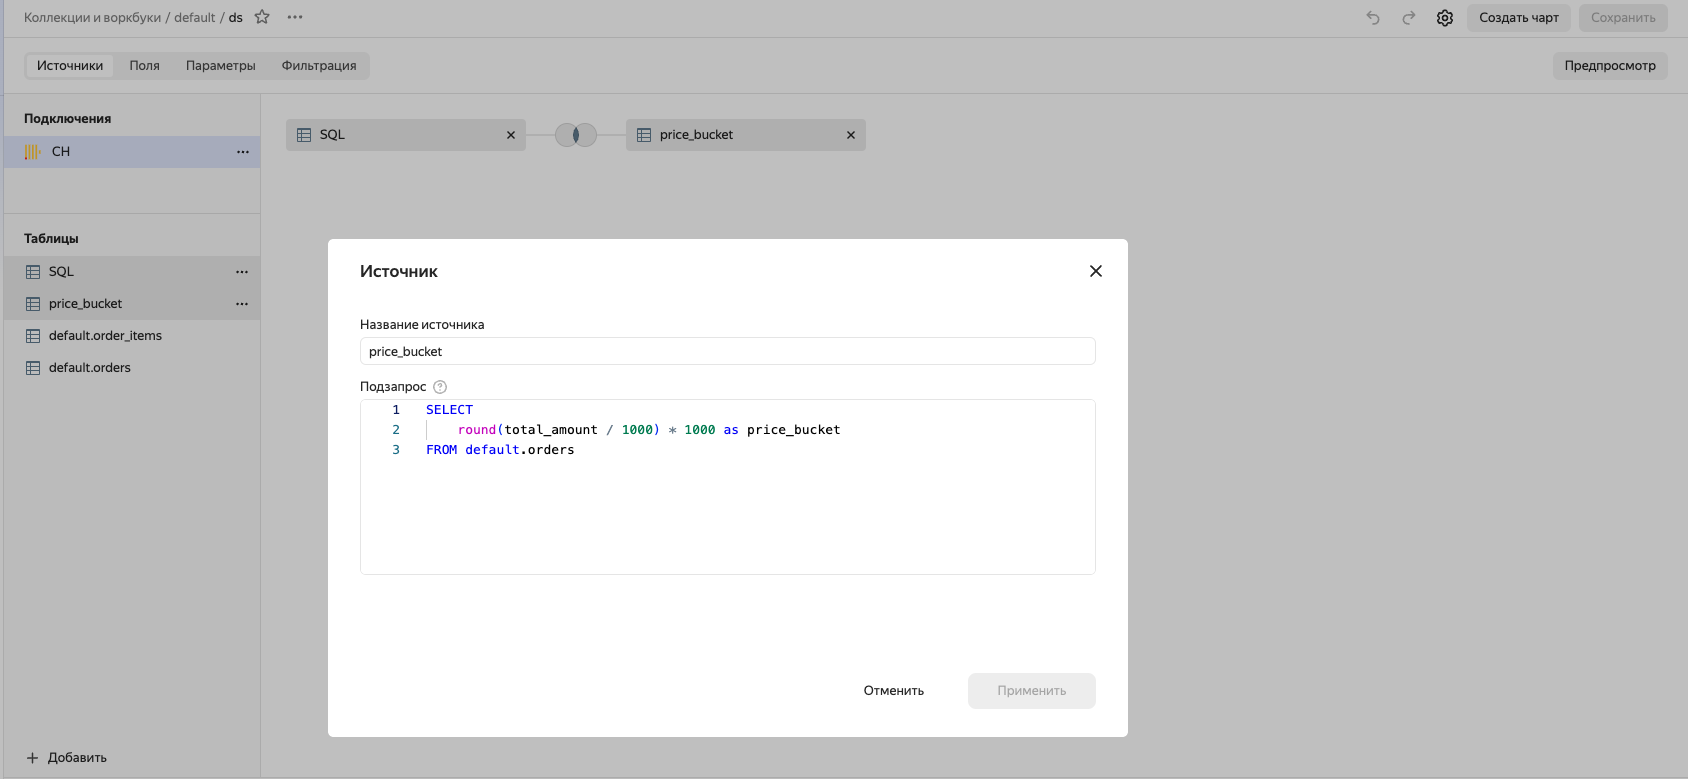 Коллекции и воркбуки / default / ds
Создать чарт
Сохранить
Источники
Поля
Параметры
Фильтрация
Предпросмотр
Подключения
CH
Таблицы
SQL
price_bucket
default.order_items
default.orders
Добавить
SQL
price_bucket
Источник
Название источника
price_bucket
Подзапрос ?
1 SELECT
2 round(total_amount / 1000) * 1000 as price_bucket
3 FROM default.orders
Отменить
Применить